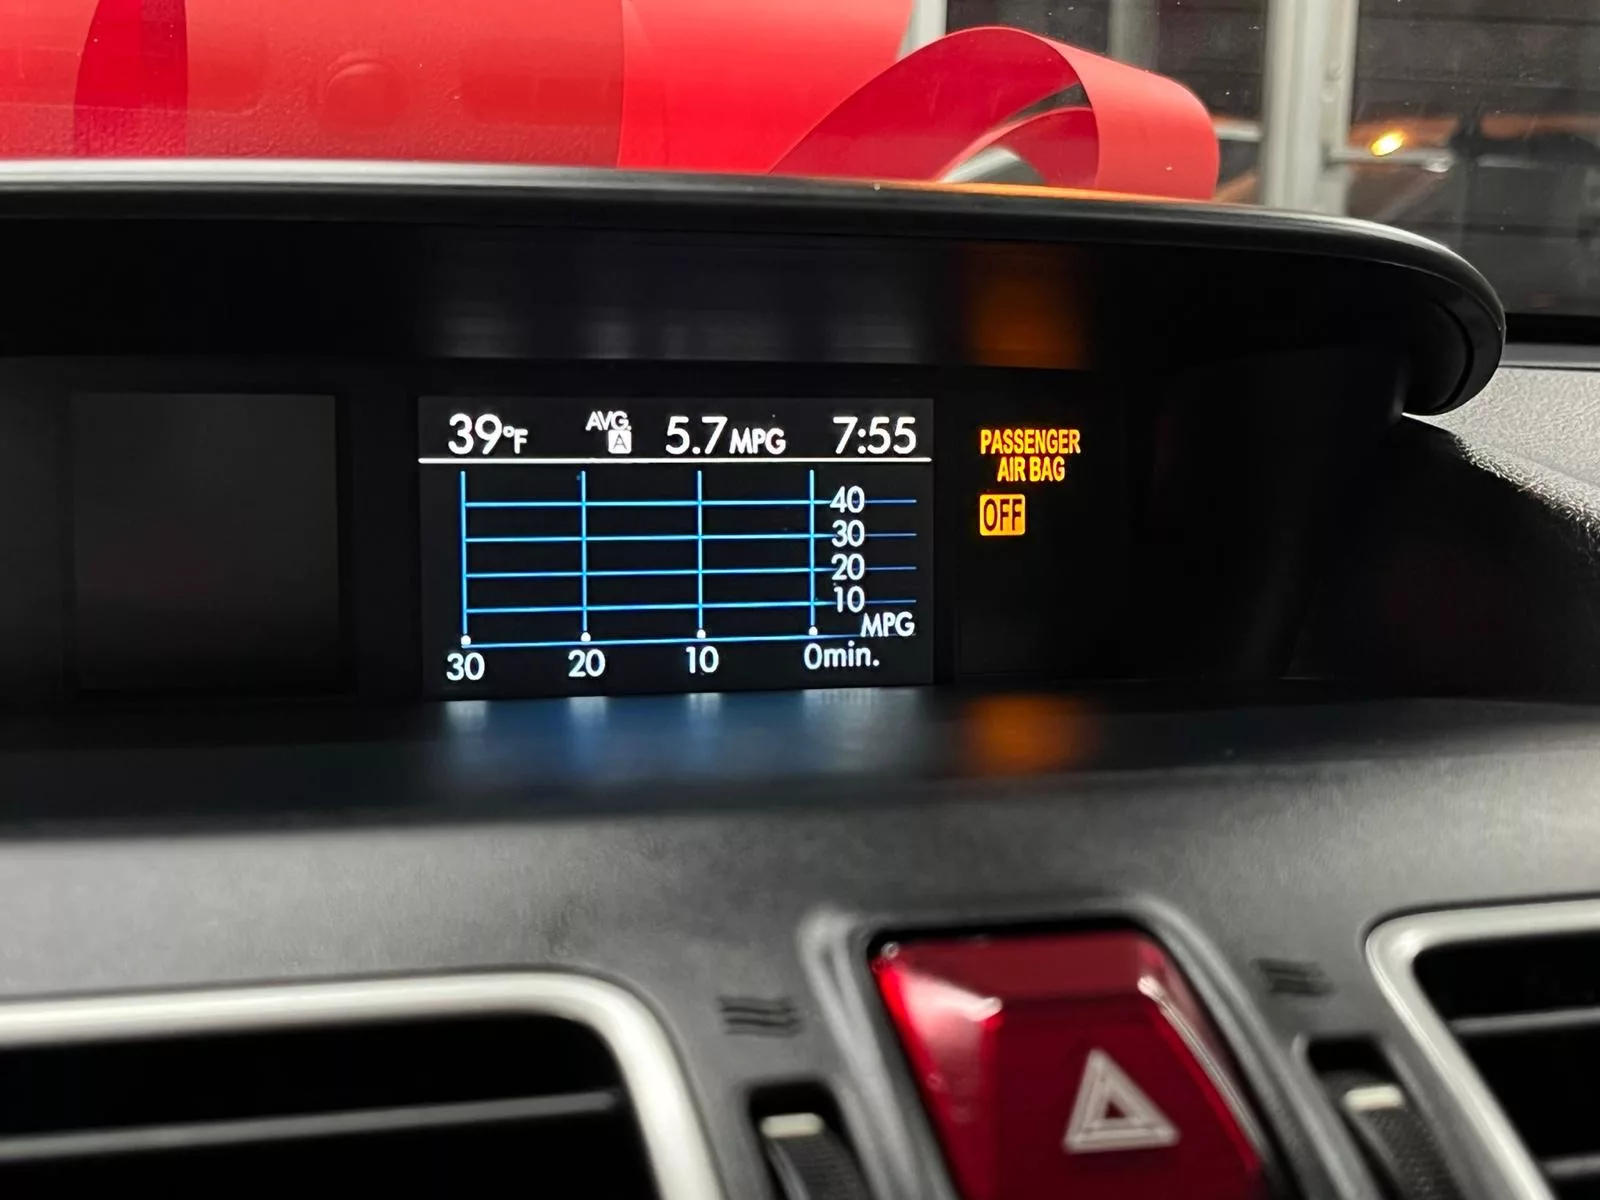 39°F AVG. A 5.7 MPG 7:55
PASSENGER
AIR BAG
OFF
40
30
20
10
MPG
30 20 10 0min.